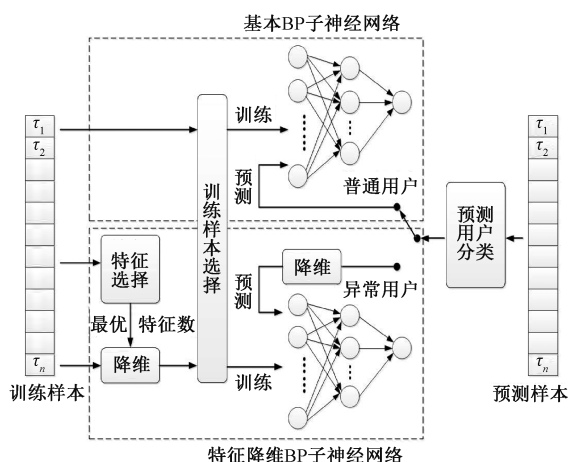 基本BP子神经网络
τ1
τ2
τn
训练样本
特征
选择
最优
特征数
降维
训练样本选择
训练
预测
普通用户
降维
异常用户
预测
训练
预测
用户
分类
τ1
τ2
τn
预测样本
特征降维BP子神经网络